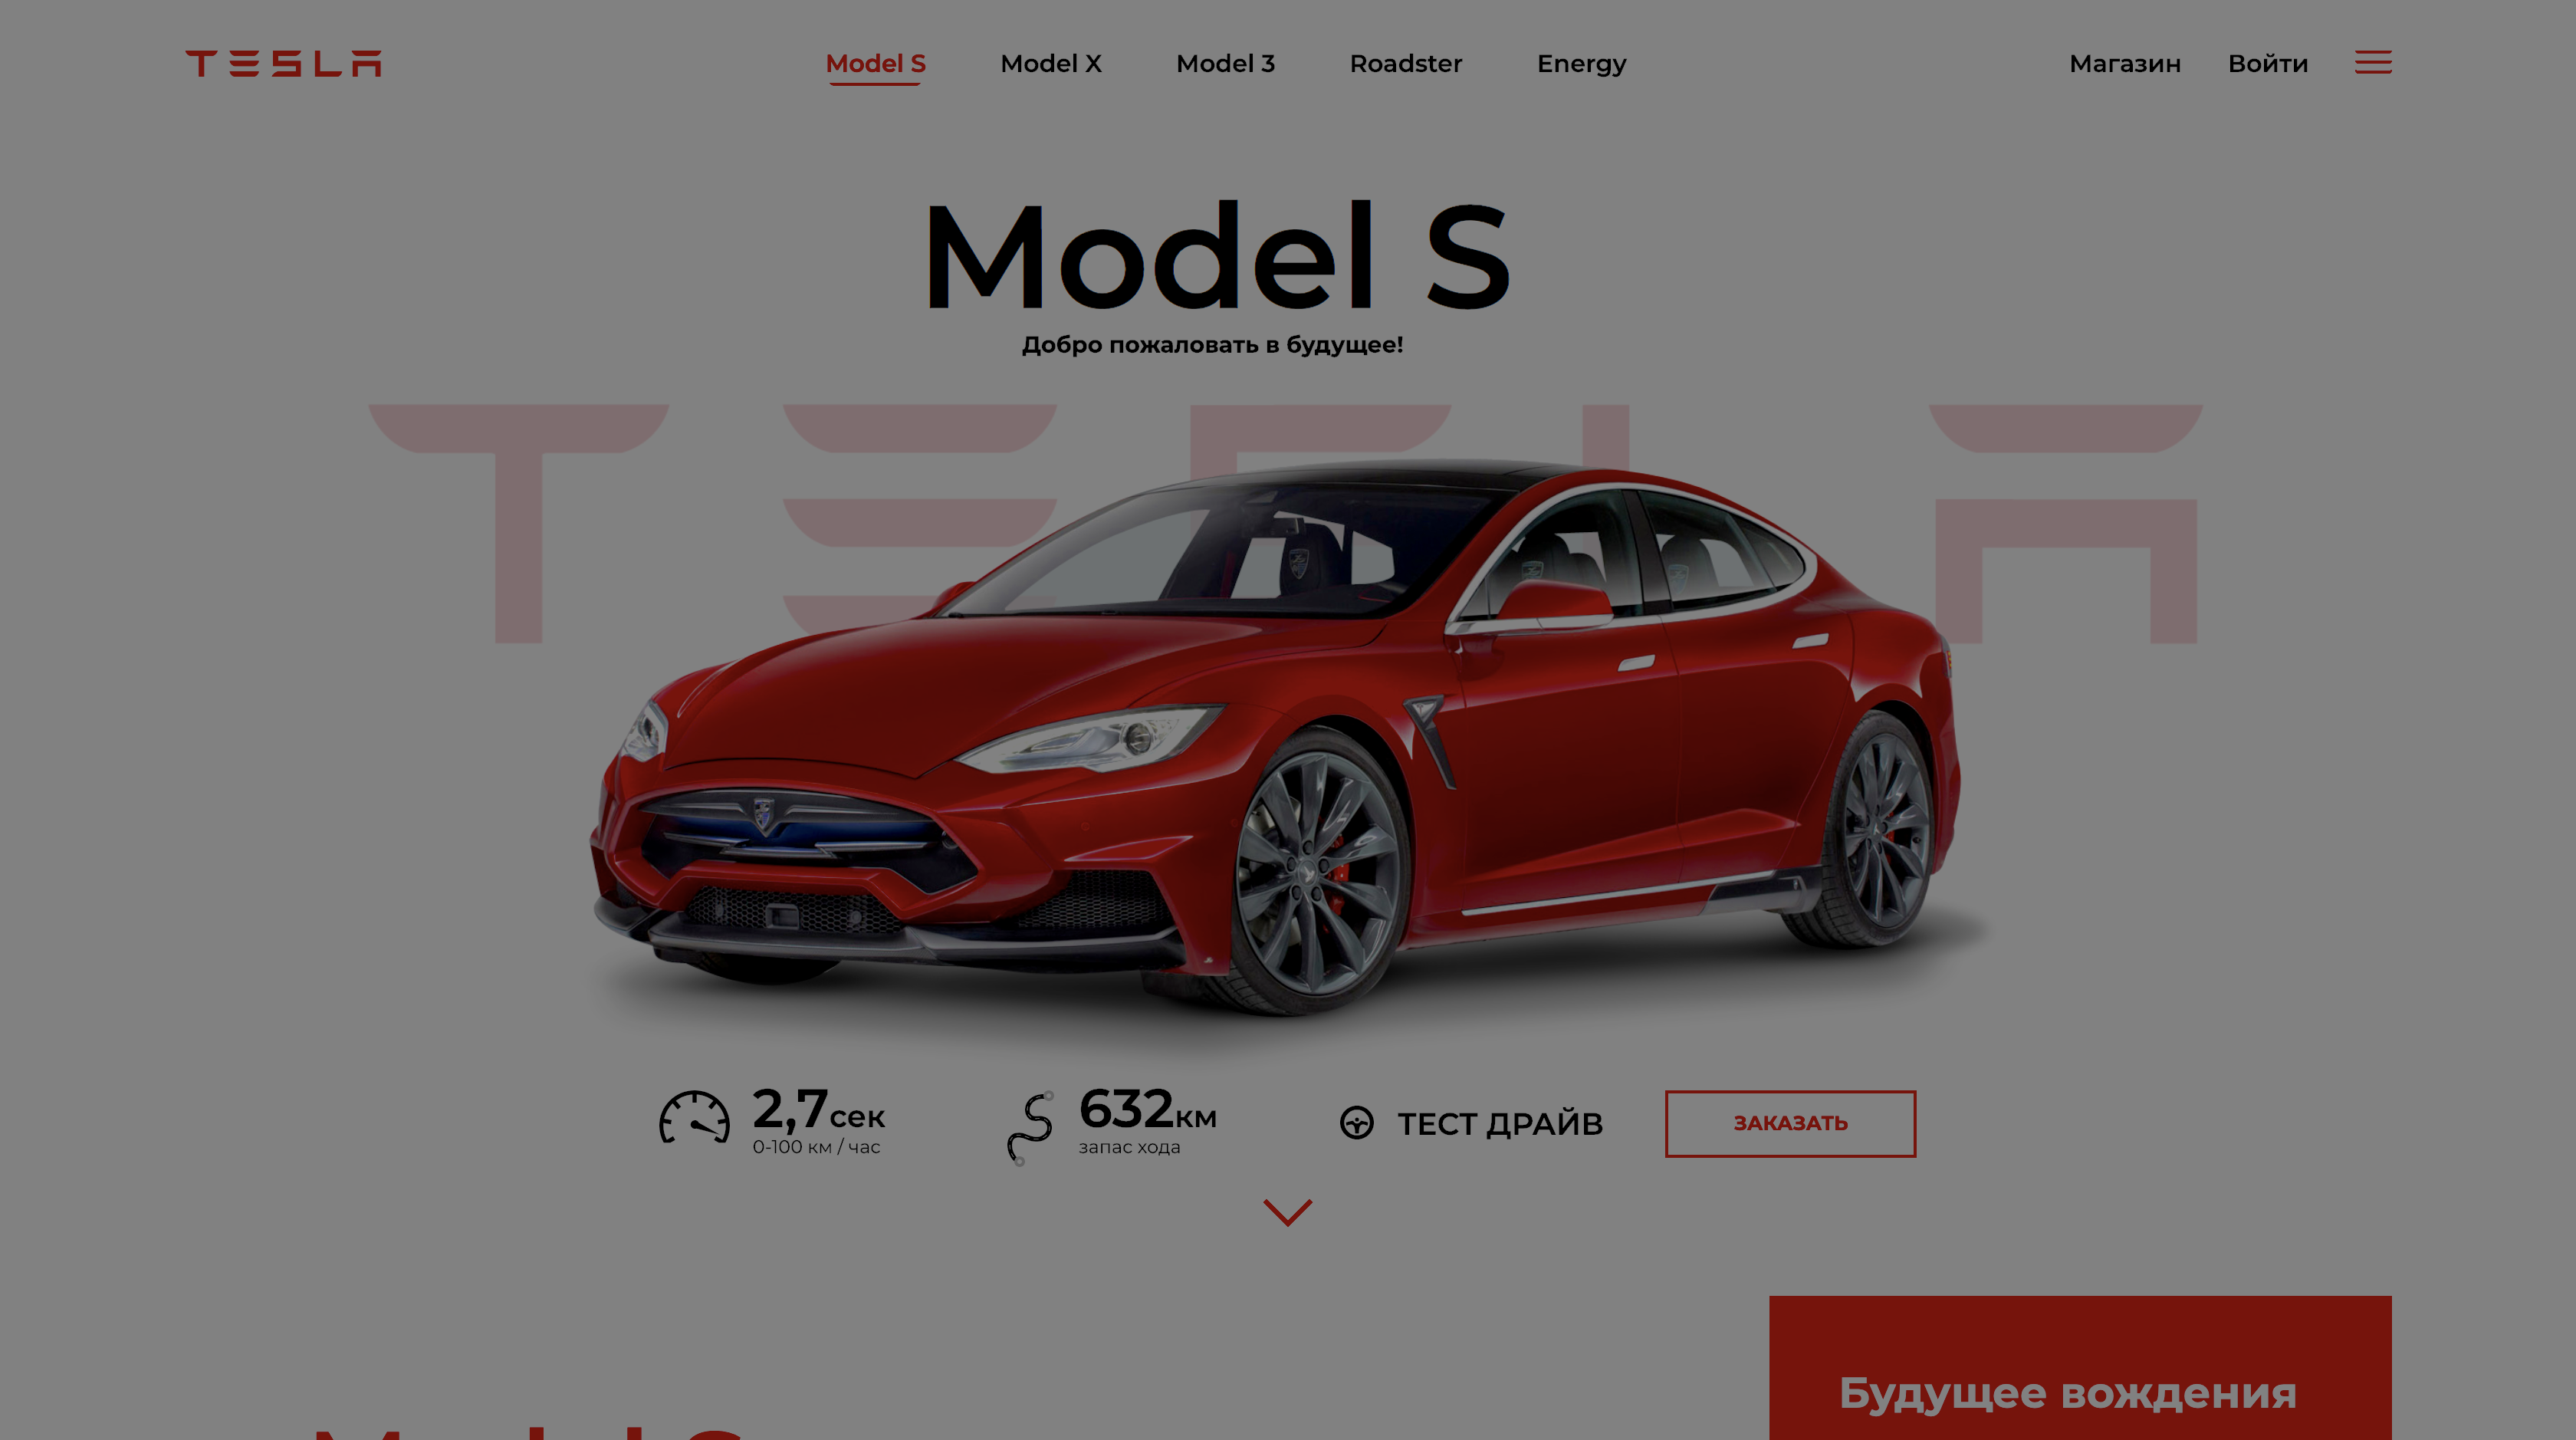 TESLA
Model S
Model X
Model 3
Roadster
Energy
Магазин
Войти
Model S
Добро пожаловать в будущее!
TESLA
2,7сек
0-100 км / час
632км
запас хода
ТЕСТ ДРАЙВ
ЗАКАЗАТЬ
Будущее вождения
Model S